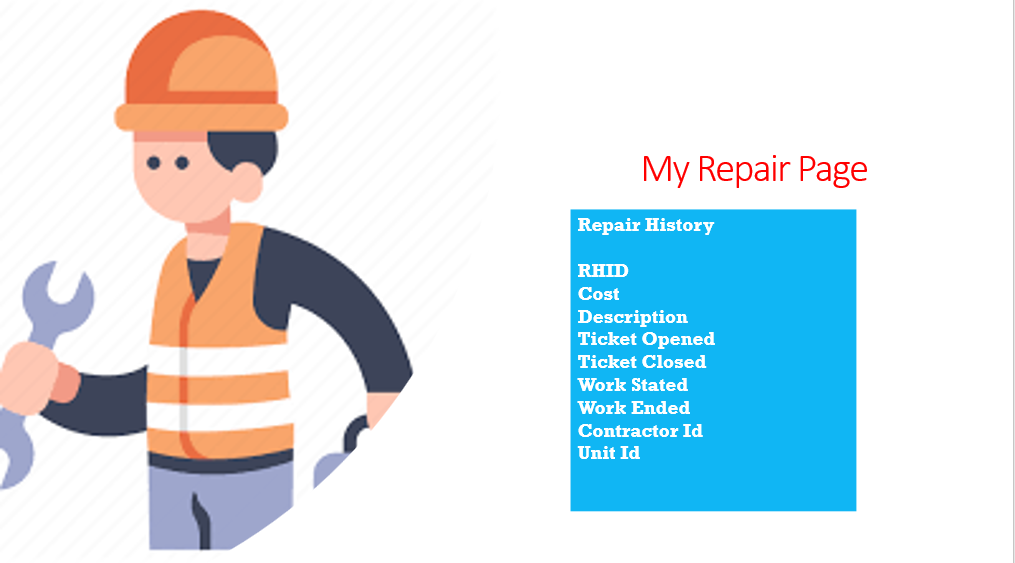 My Repair Page
Repair History
RHID
Cost
Description
Ticket Opened
Ticket Closed
Work Stated
Work Ended
Contractor Id
Unit Id